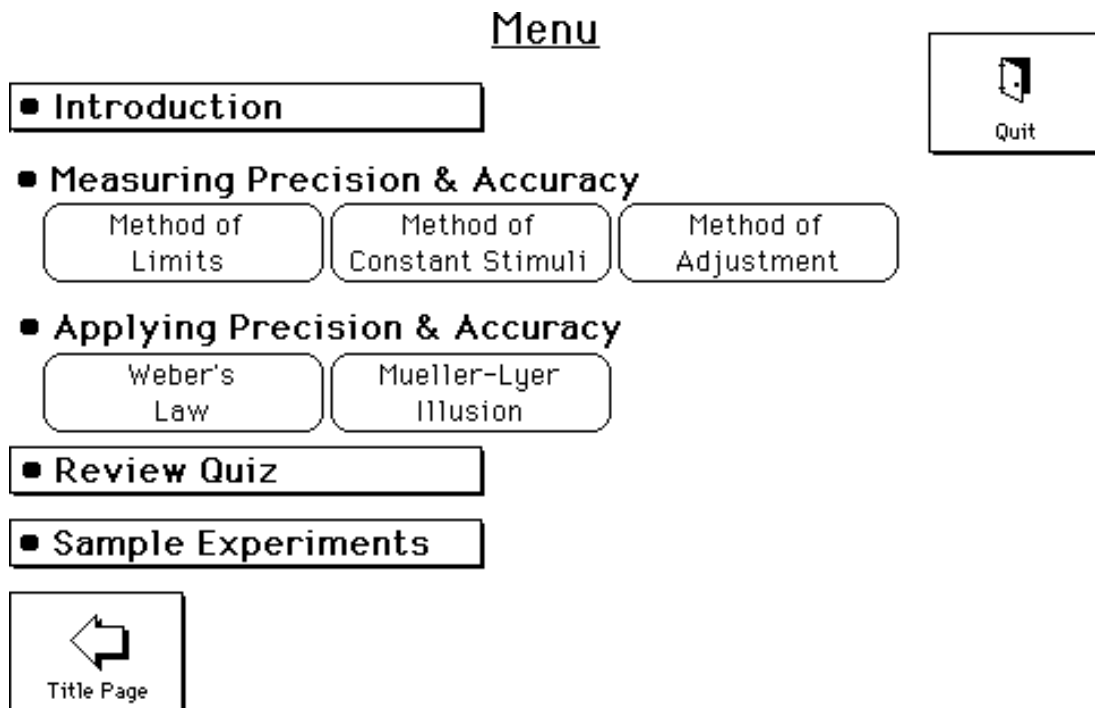 Menu
Quit
• Introduction
• Measuring Precision & Accuracy
Method of
Limits
Method of
Constant Stimuli
Method of
Adjustment
• Applying Precision & Accuracy
Weber's
Law
Mueller-Lyer
Illusion
• Review Quiz
• Sample Experiments
Title Page